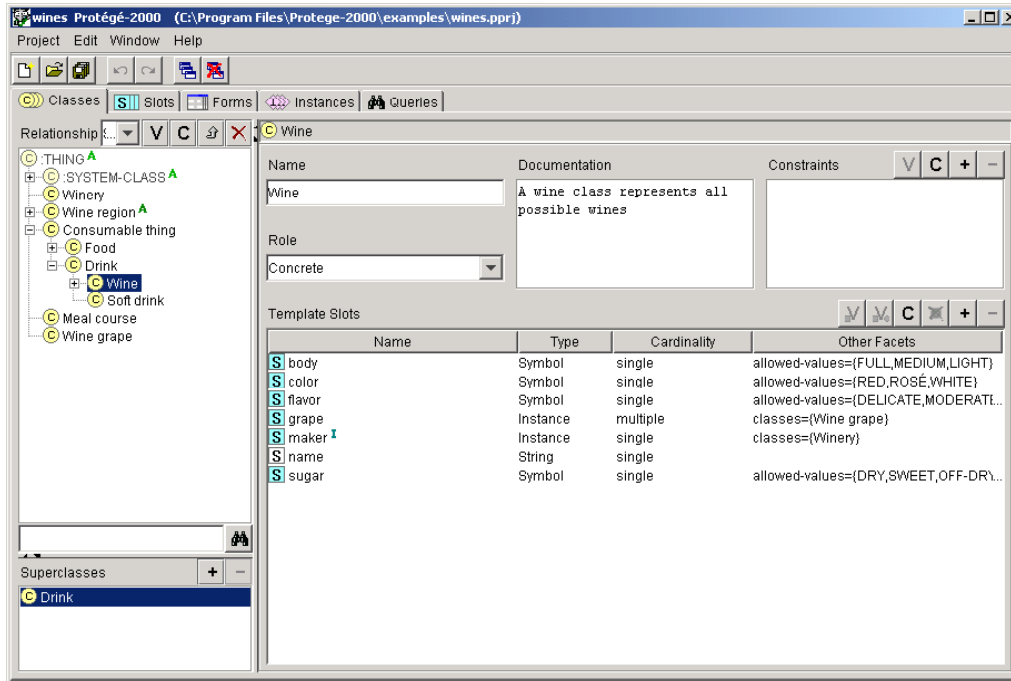 wines Protégé-2000 (C:\Program Files\Protege-2000\examples\wines.pprj)
Project Edit Window Help
Classes Slots Forms Instances Queries
Relationship V C
:THING A
:SYSTEM-CLASS A
Winery
Wine region A
Consumable thing
Food
Drink
Wine
Soft drink
Meal course
Wine grape
Superclasses + -
Drink
Wine
Name Documentation Constraints V C + -
Wine
A wine class represents all
possible wines
Role
Concrete
Template Slots V V C + -
Name Type Cardinality Other Facets
S body Symbol single allowed-values={FULL,MEDIUM,LIGHT}
S color Symbol single allowed-values={RED,ROSÉ,WHITE}
S flavor Symbol single allowed-values={DELICATE,MODERATE...
S grape Instance multiple classes={Wine grape}
S maker I Instance single classes={Winery}
S name String single
S sugar Symbol single allowed-values={DRY,SWEET,OFF-DRY...